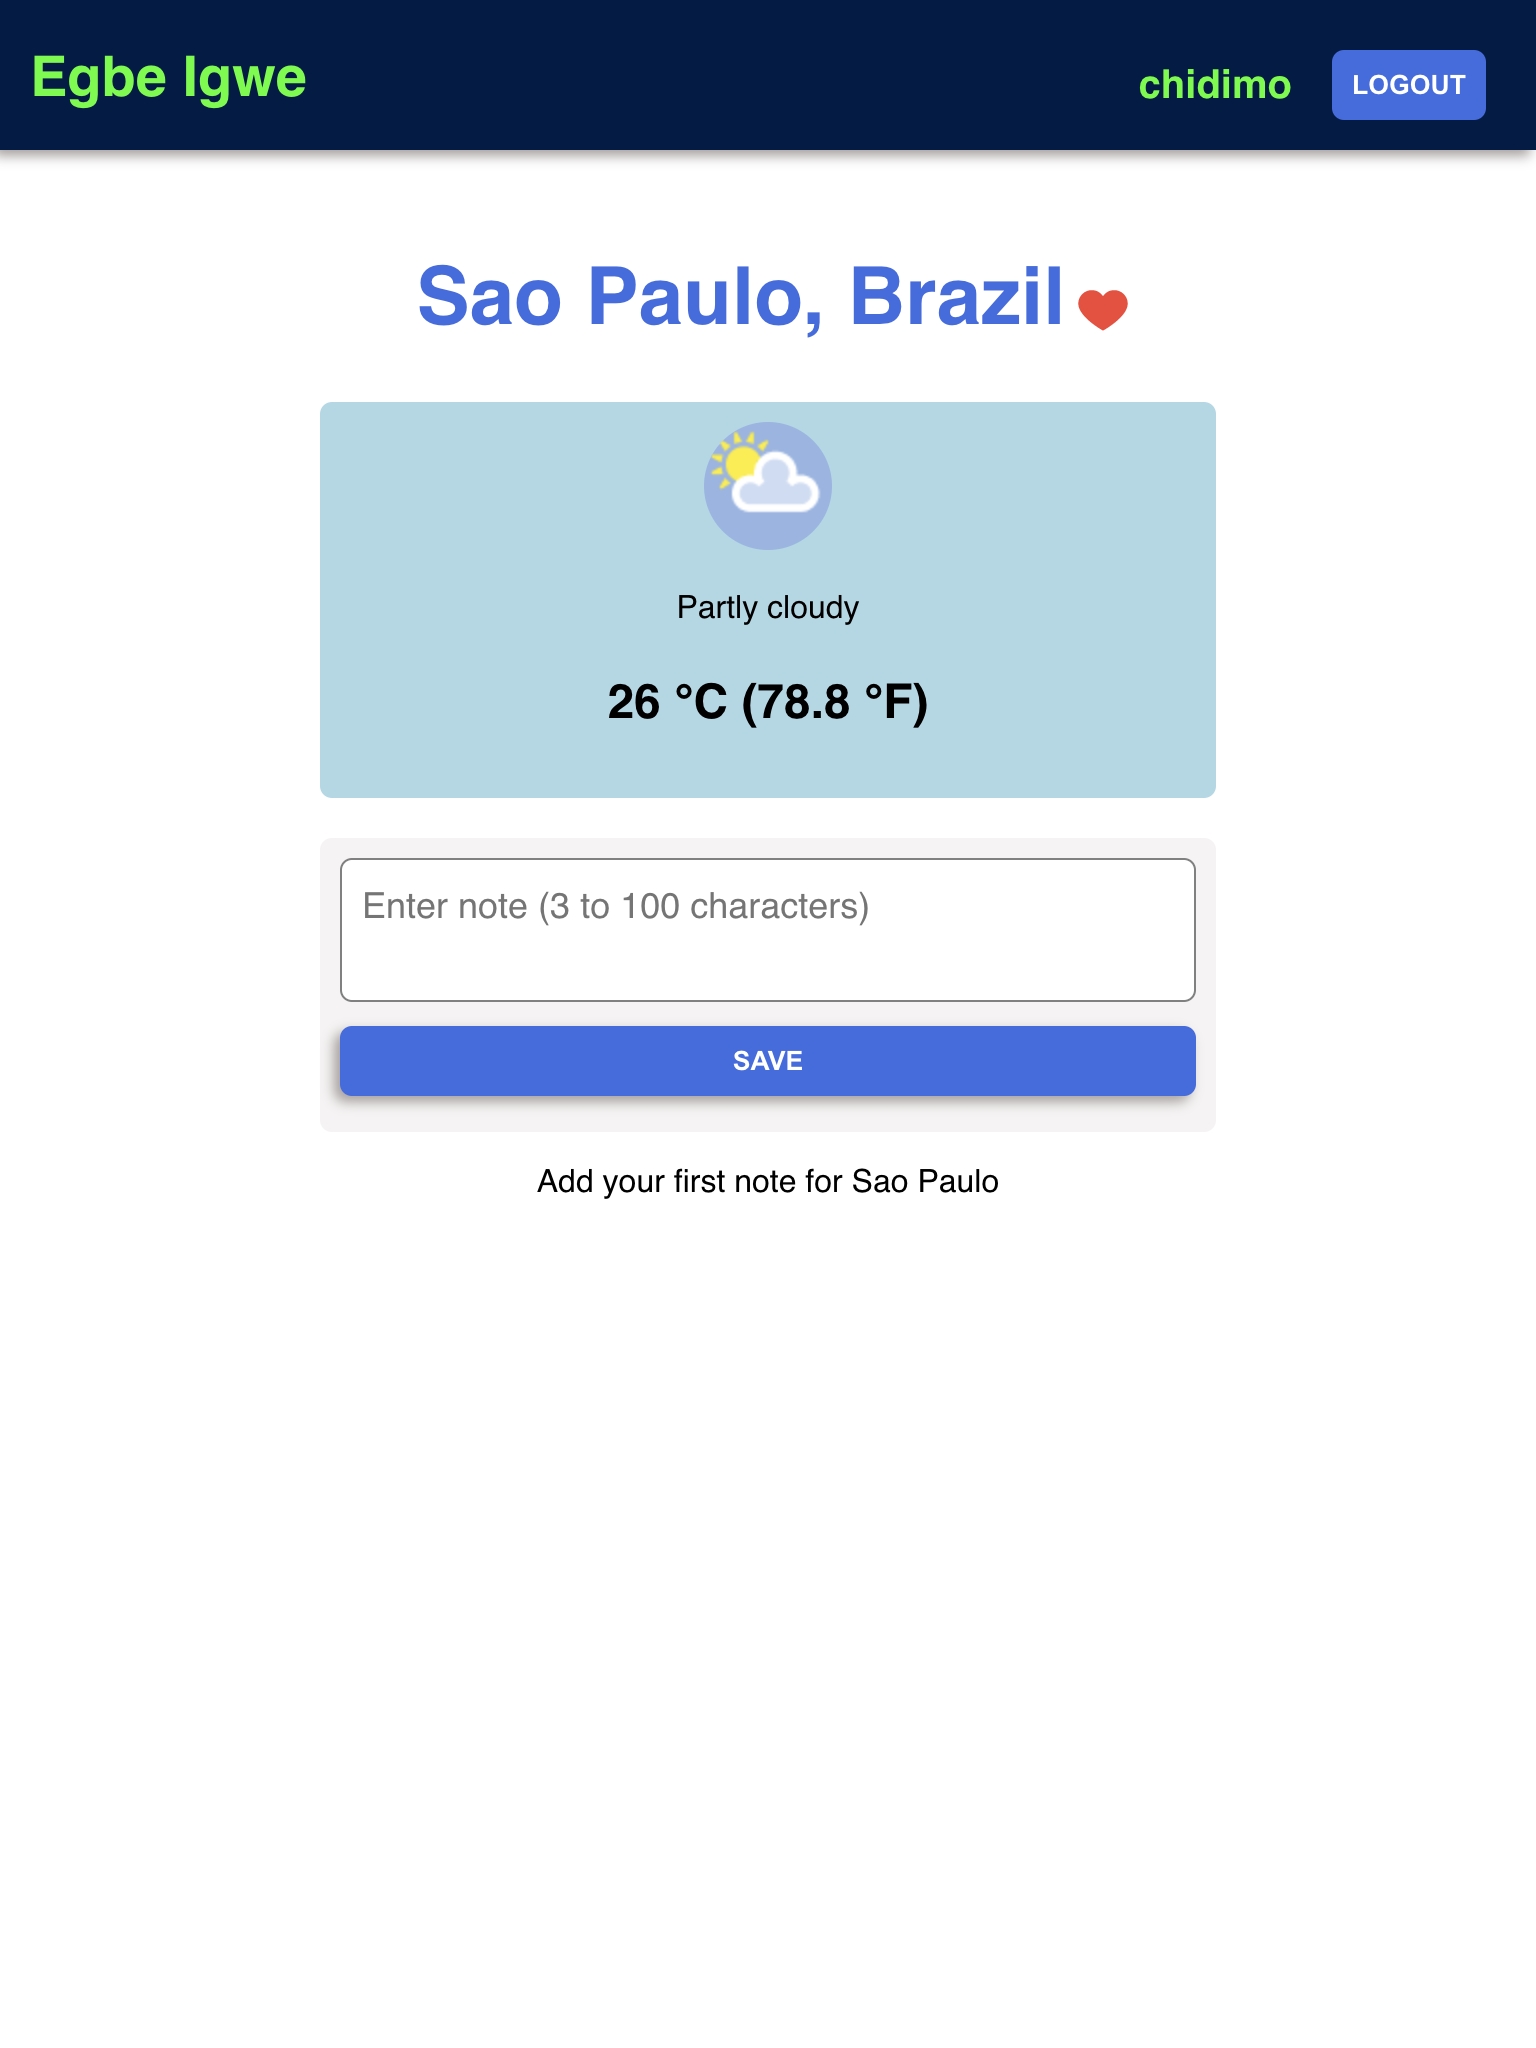 Egbe Igwe
chidimo
LOGOUT
Sao Paulo, Brazil
Partly cloudy
26 °C (78.8 °F)
Enter note (3 to 100 characters)
SAVE
Add your first note for Sao Paulo